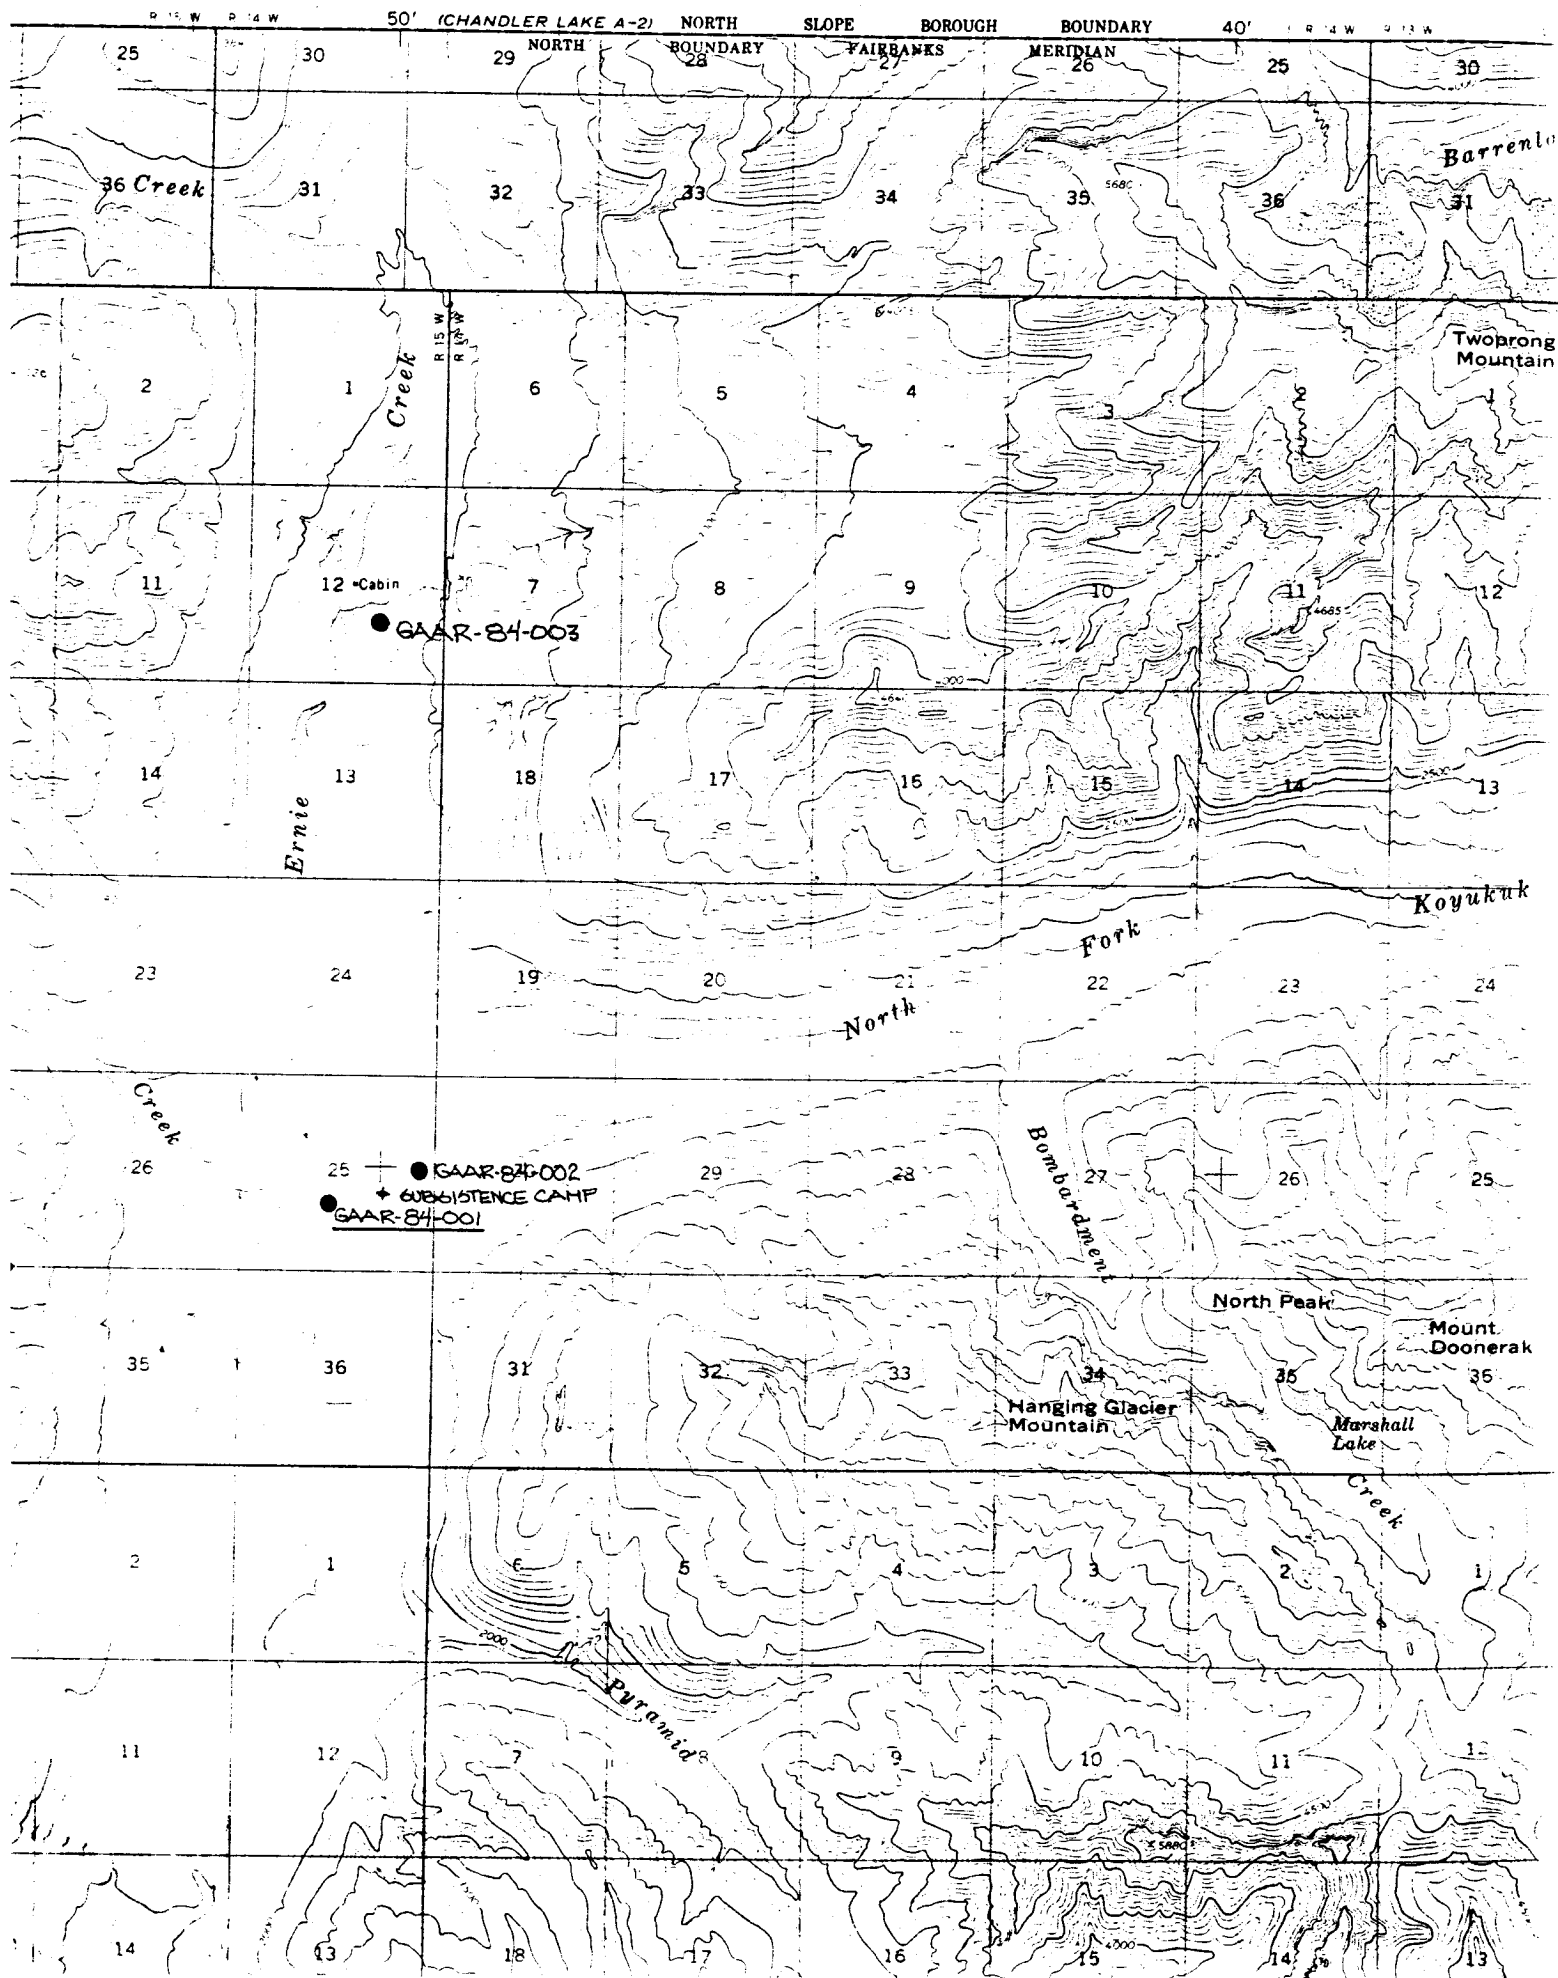 R 15 W R 14 W 50' (CHANDLER LAKE A-2) NORTH SLOPE BOROUGH BOUNDARY 40' R 14 W R 13 W
NORTH BOUNDARY FAIRBANKS MERIDIAN
25 30 29 28 27 26 25 30
Barrenlo
36 Creek 31 32 33 34 35 5680 36 31
R 15 W
R 14 W
Twoprong
Mountain
Creek
2 1 6 5 4 3 2 1
11 12 Cabin 7 8 9 10 11 12
4685
GAAR-84-003
14 13 18 17 16 15 14 13
2500
Ernie
Koyukuk
Fork
23 24 19 20 21 22 23 24
North
Creek
Bombardment
26 25 GAAR-84-002 29 28 27 26 25
SUBSISTENCE CAMP
GAAR-84-001
North Peak
Mount
Doonerak
35 36 31 32 33 34 35 36
Hanging Glacier
Mountain
Marshall
Lake
Creek
2 1 6 5 4 3 2 1
2000
Pyramid
11 12 7 8 9 10 11 12
4500
5880
14 13 18 17 16 15 14 13
4000